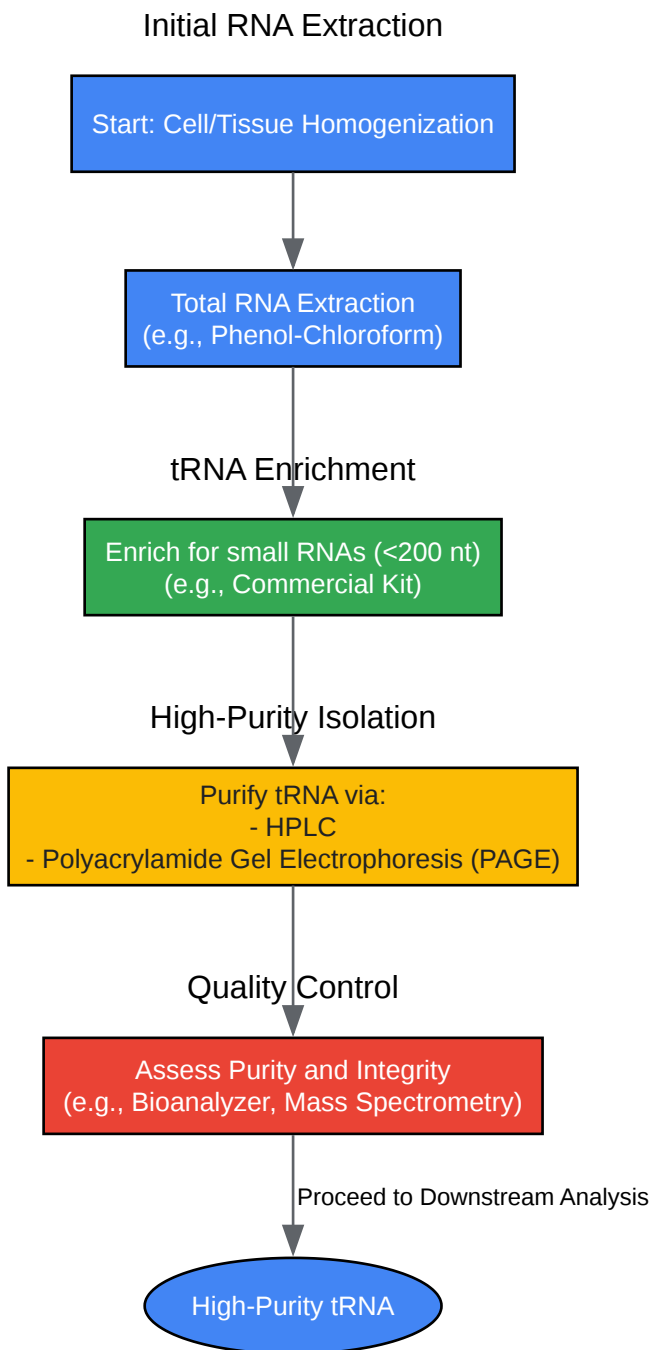 Initial RNA Extraction
Start: Cell/Tissue Homogenization
Total RNA Extraction
(e.g., Phenol-Chloroform)
tRNA Enrichment
Enrich for small RNAs (<200 nt)
(e.g., Commercial Kit)
High-Purity Isolation
Purify tRNA via:
- HPLC
- Polyacrylamide Gel Electrophoresis (PAGE)
Quality Control
Assess Purity and Integrity
(e.g., Bioanalyzer, Mass Spectrometry)
Proceed to Downstream Analysis
High-Purity tRNA